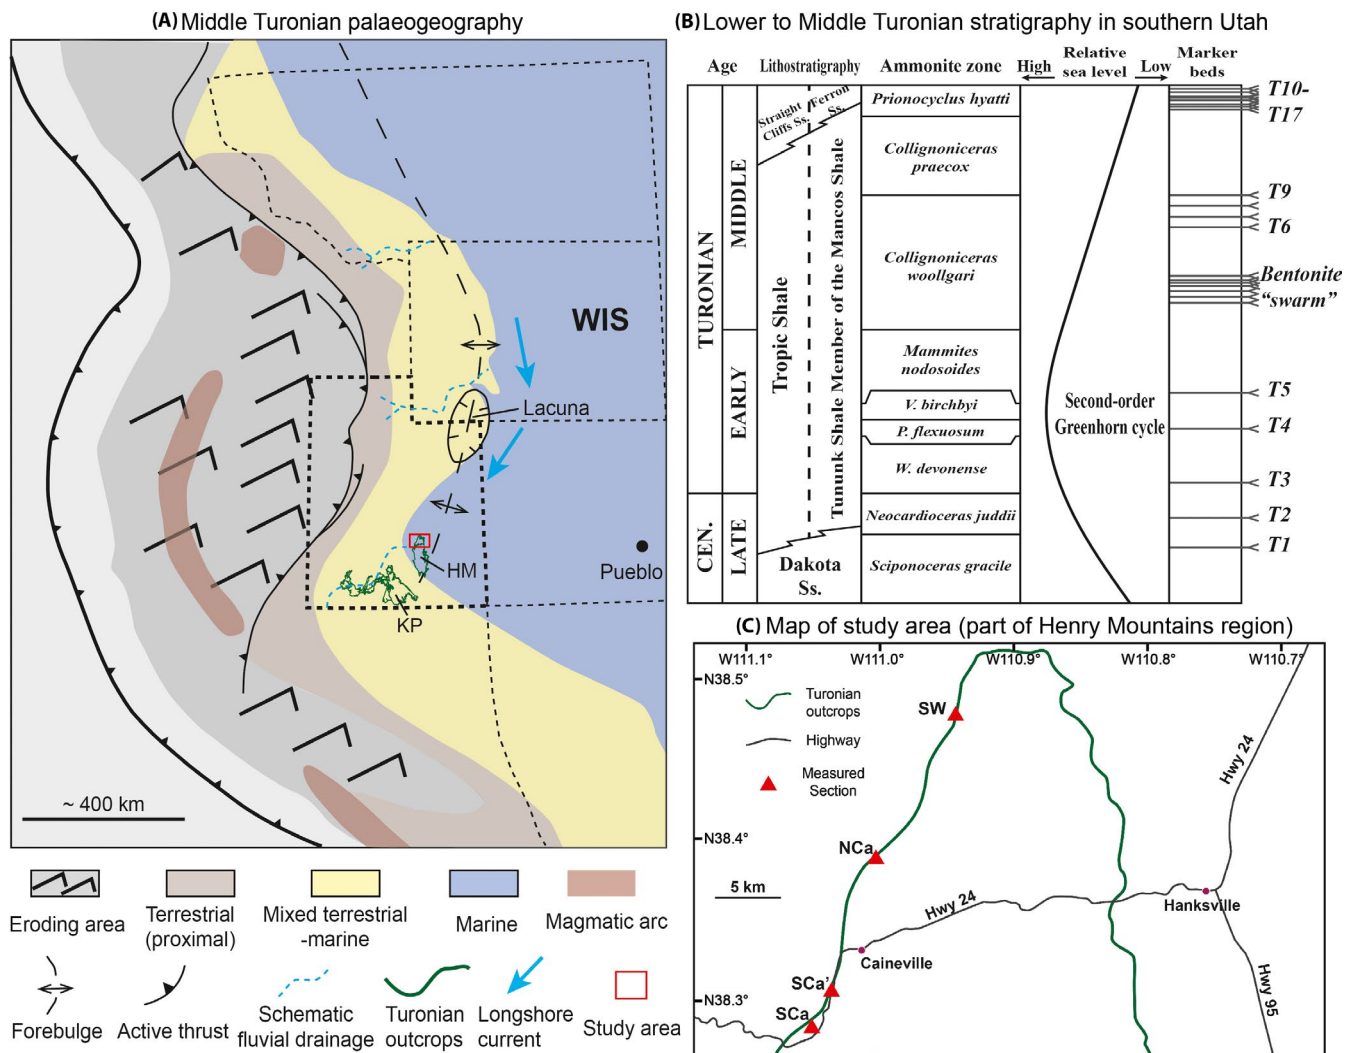 (A) Middle Turonian palaeogeography
WIS
Lacuna
Pueblo
HM
KP
~ 400 km
Eroding area
Terrestrial
(proximal)
Mixed terrestrial
-marine
Marine
Magmatic arc
Forebulge
Active thrust
Schematic
fluvial drainage
Turonian
outcrops
Longshore
current
Study area
(B) Lower to Middle Turonian stratigraphy in southern Utah
Age
Lithostratigraphy
Ammonite zone
High
Relative
sea level
Low
Marker
beds
TURONIAN
CEN.
MIDDLE
EARLY
LATE
Straight
Cliffs Ss.
Ferron
Ss.
Tropic Shale
Tununk Shale Member of the Mancos Shale
Dakota
Ss.
Prionocyclus hyatti
Collignoniceras
praecox
Collignoniceras
woollgari
Mammites
nodosoides
V. birchbyi
P. flexuosum
W. devonense
Neocardioceras juddii
Sciponoceras gracile
Second-order
Greenhorn cycle
T10-
T17
T9
T6
Bentonite
“swarm”
T5
T4
T3
T2
T1
(C) Map of study area (part of Henry Mountains region)
W111.1°
W111.0°
W110.9°
W110.8°
W110.7°
N38.5°
N38.4°
N38.3°
Turonian
outcrops
Highway
Measured
Section
5 km
SW
NCa
SCa’
SCa
Hwy 24
Hwy 24
Hwy 95
Hanksville
Caineville